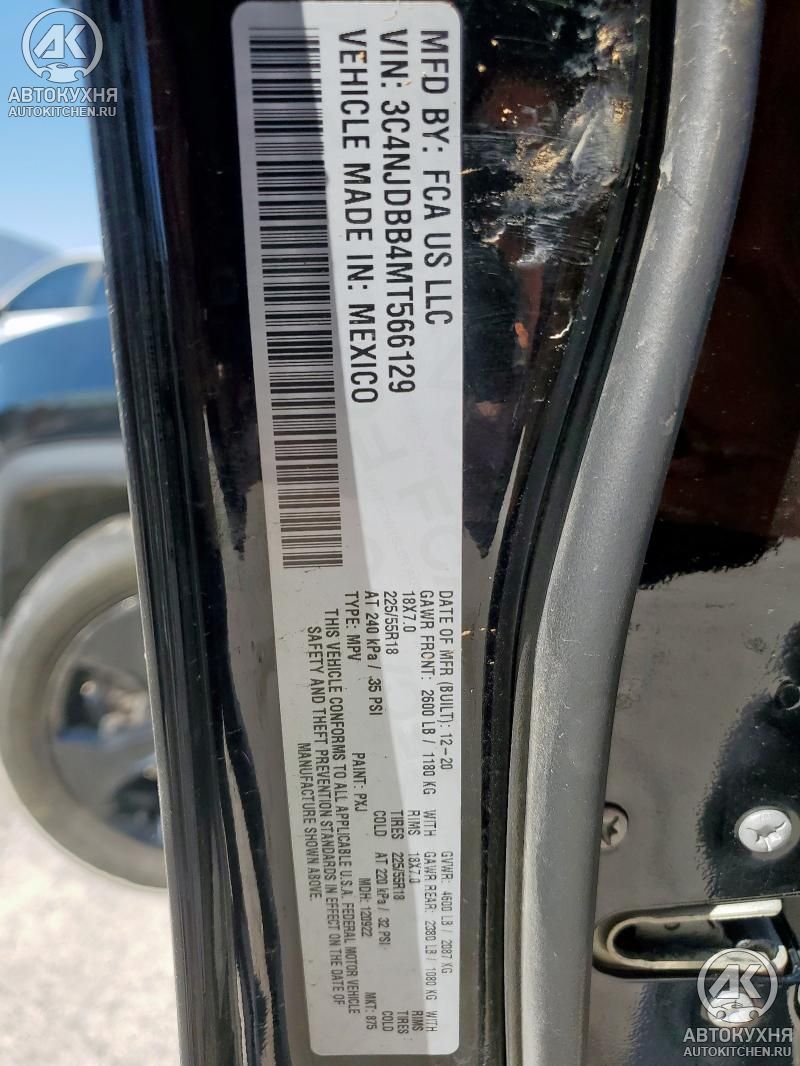 АВТОКУХНЯ
AUTOKITCHEN.RU
MFD BY: FCA US LLC
VIN: 3C4NJDBB4MT566129
VEHICLE MADE IN: MEXICO
DATE OF MFR (BUILT): 12-20 GVWR: 4600 LB / 2087 KG
GAWR FRONT: 2600 LB / 1180 KG WITH GAWR REAR: 2380 LB / 1080 KG WITH
18X7.0 RIMS 18X7.0 RIMS
225/55R18 TIRES 225/55R18 TIRES
AT 240 kPa / 35 PSI COLD AT 220 kPa / 32 PSI COLD
TYPE: MPV PAINT: PXJ MDH: 120922 MKT: 875
THIS VEHICLE CONFORMS TO ALL APPLICABLE U.S.A. FEDERAL MOTOR VEHICLE
SAFETY AND THEFT PREVENTION STANDARDS IN EFFECT ON THE DATE OF
MANUFACTURE SHOWN ABOVE.
АВТОКУХНЯ
AUTOKITCHEN.RU